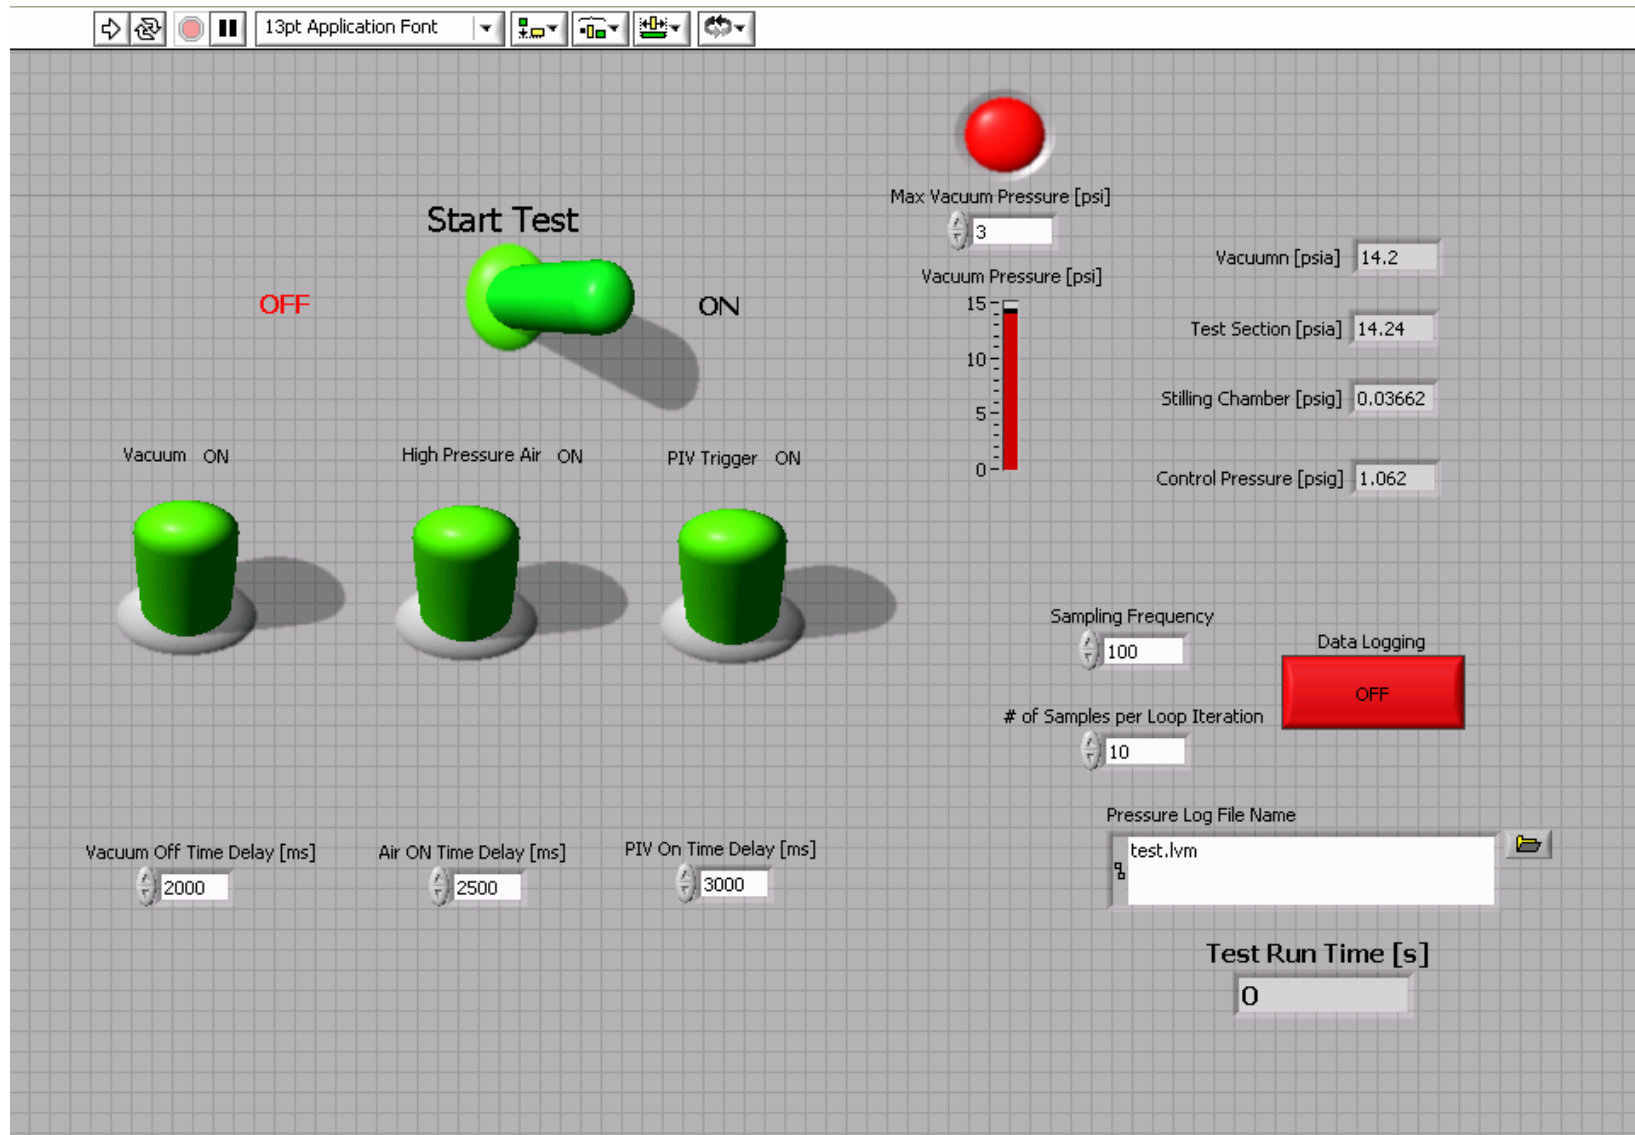 13pt Application Font
Max Vacuum Pressure [psi]
3
Start Test
OFF
ON
Vacuum Pressure [psi]
15
10
5
0
Vacuumn [psia] 14.2
Test Section [psia] 14.24
Stilling Chamber [psig] 0.03662
Control Pressure [psig] 1.062
Vacuum ON
High Pressure Air ON
PIV Trigger ON
Sampling Frequency
100
Data Logging
OFF
# of Samples per Loop Iteration
10
Pressure Log File Name
test.lvm
Vacuum Off Time Delay [ms]
2000
Air ON Time Delay [ms]
2500
PIV On Time Delay [ms]
3000
Test Run Time [s]
0